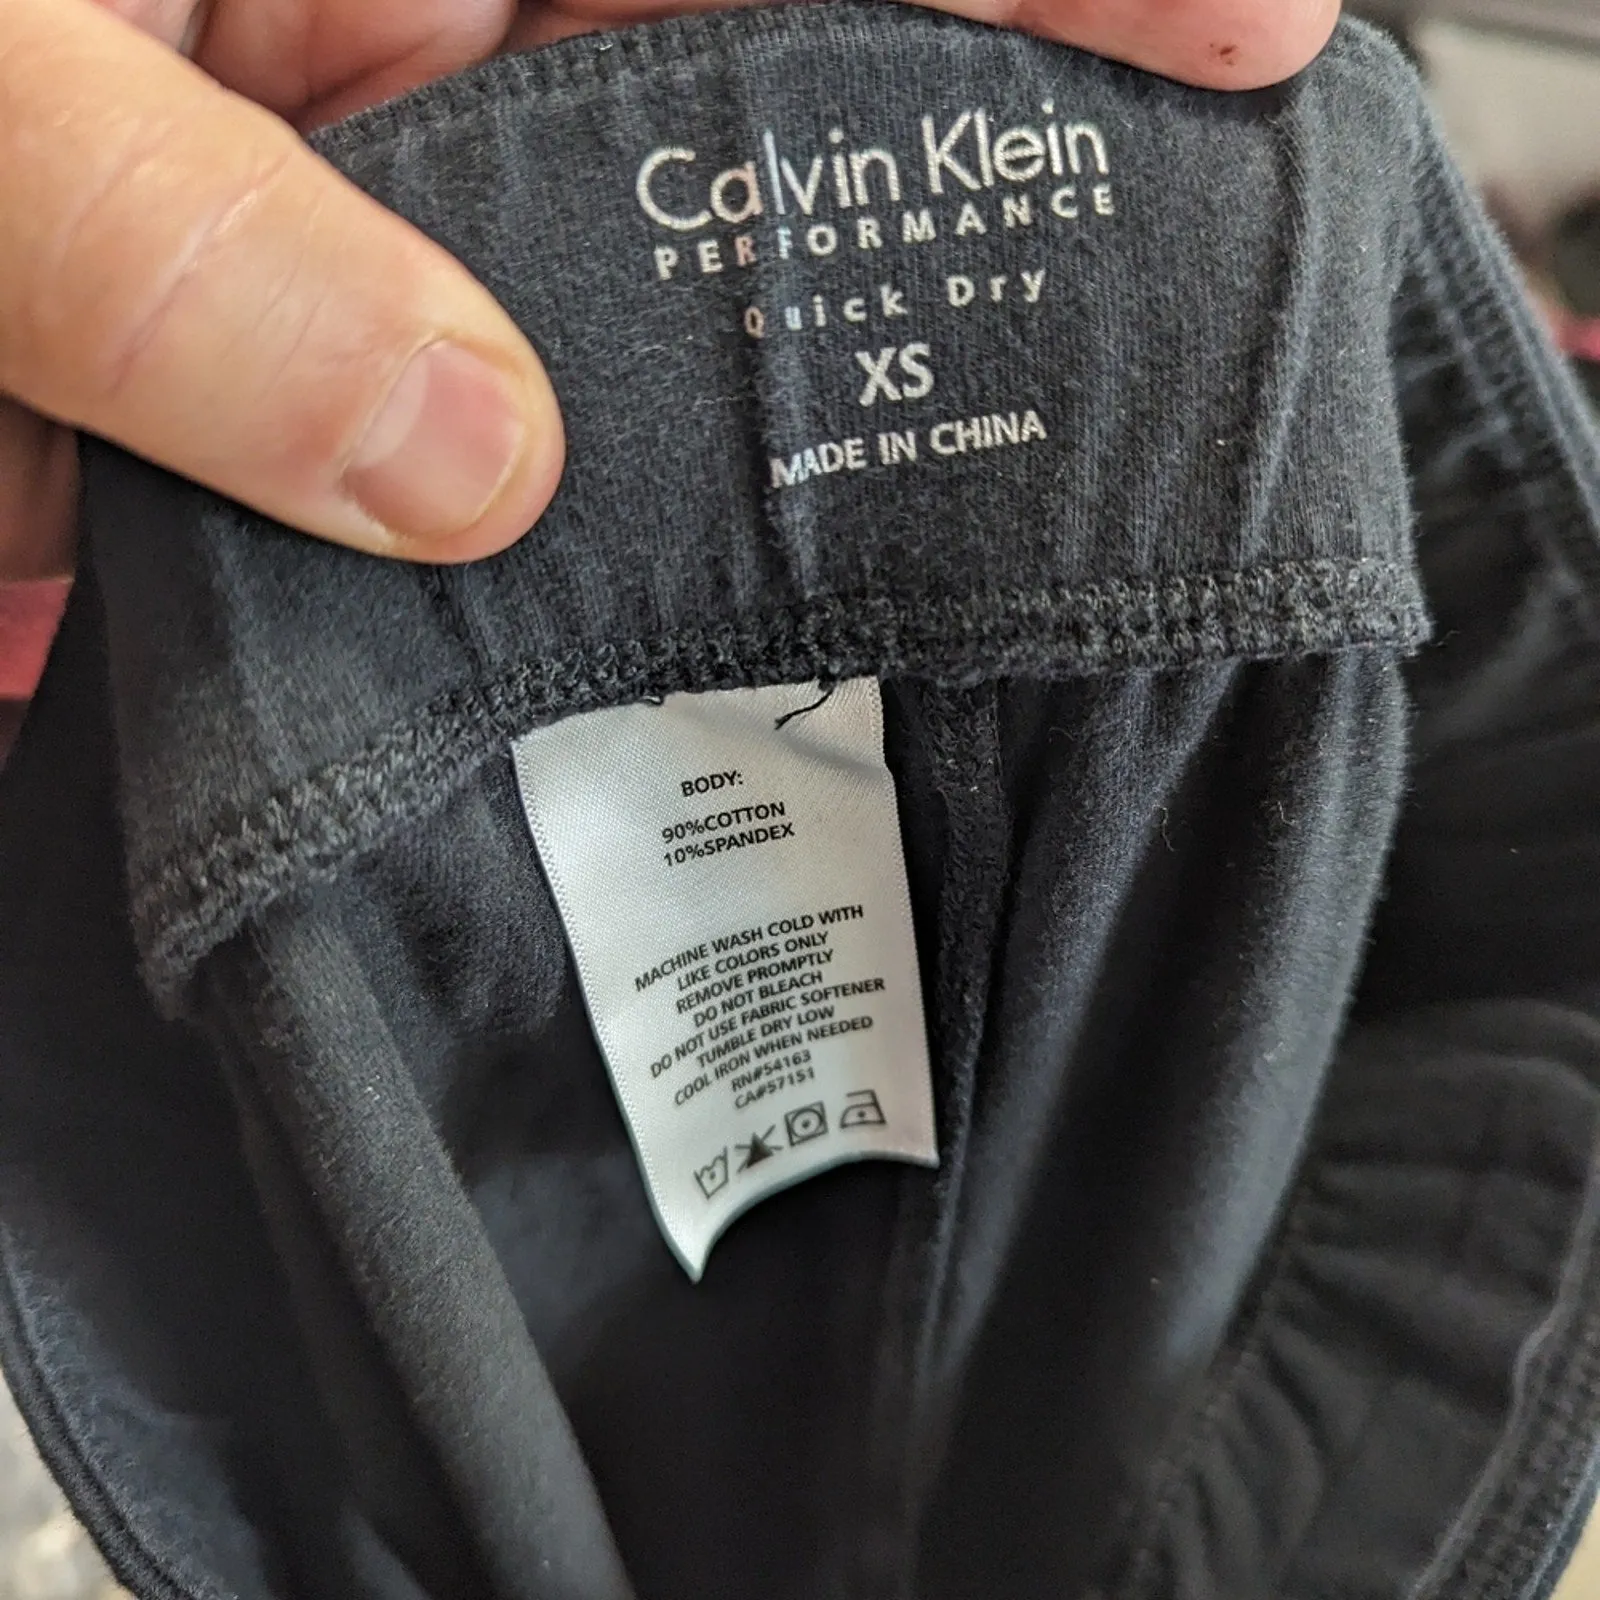 Calvin Klein
PERFORMANCE
Quick Dry
XS
MADE IN CHINA
BODY:
90%COTTON
10%SPANDEX
MACHINE WASH COLD WITH
LIKE COLORS ONLY
REMOVE PROMPTLY
DO NOT BLEACH
DO NOT USE FABRIC SOFTENER
TUMBLE DRY LOW
COOL IRON WHEN NEEDED
RN#54163
CA#57151